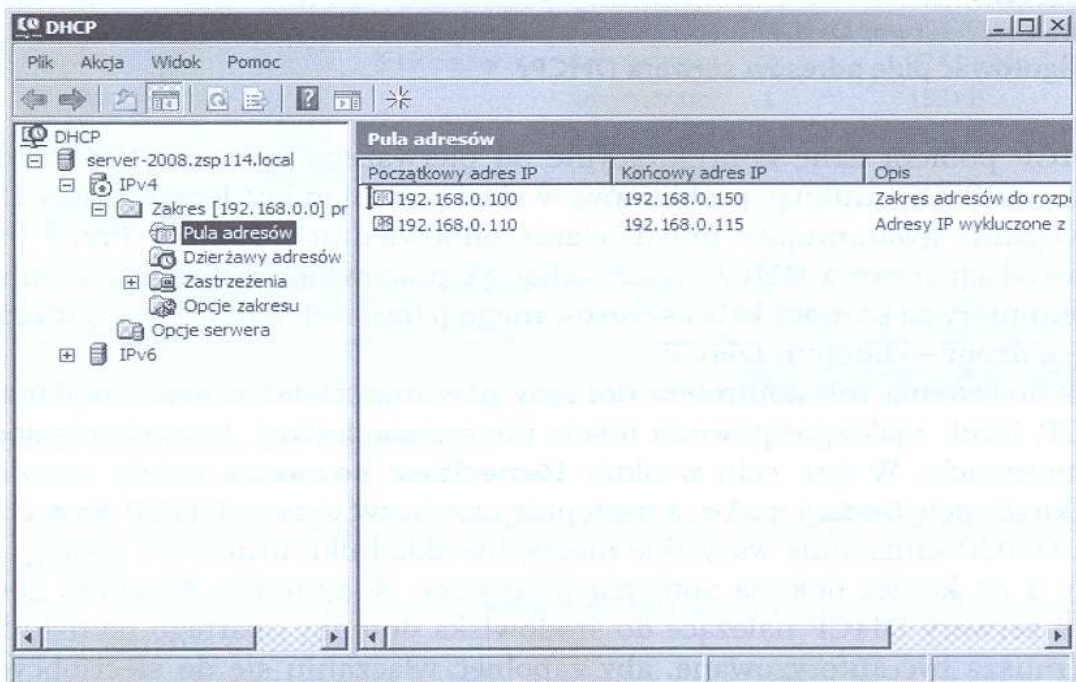 DHCP
Plik Akcja Widok Pomoc
DHCP
server-2008.zsp114.local
IPv4
Zakres [192.168.0.0] pr
Pula adresów
Dzierżawy adresów
Zastrzeżenia
Opcje zakresu
Opcje serwera
IPv6
Pula adresów
Początkowy adres IP Końcowy adres IP Opis
192.168.0.100 192.168.0.150 Zakres adresów do rozp
192.168.0.110 192.168.0.115 Adresy IP wykluczone z